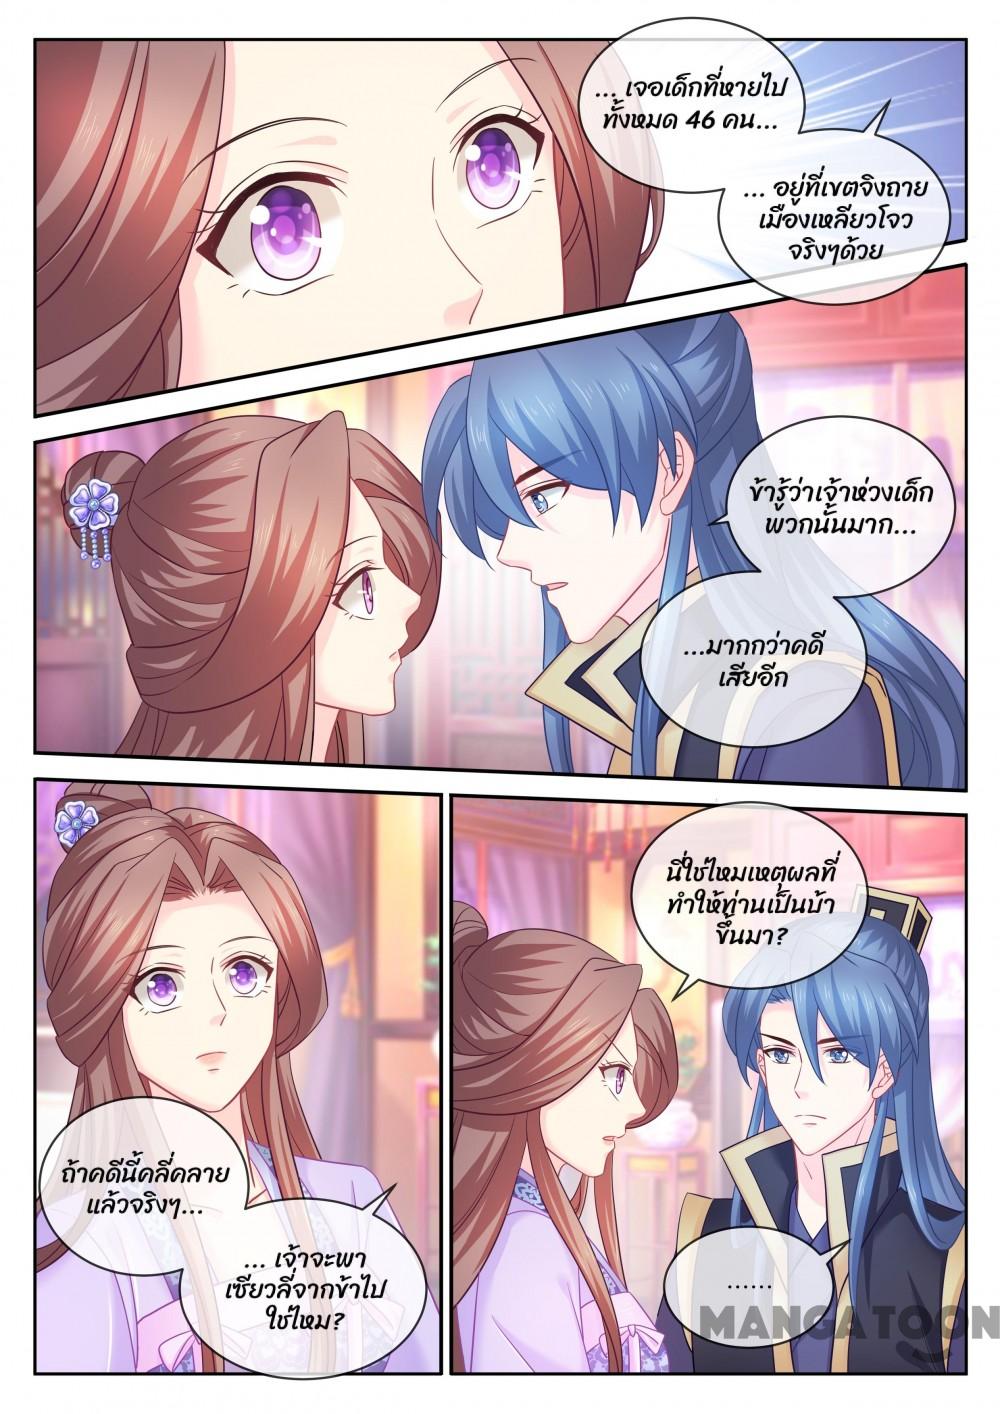 ... เจอเด็กที่หายไป
ทั้งหมด 46 คน...
... อยู่ที่เขตจิงถาย
เมืองเหลียวโจว
จริงๆด้วย
ข้ารู้ว่าเจ้าห่วงเด็ก
พวกนั้นมาก...
...มากกว่าคดี
เสียอีก
ถ้าคดีนี้คลี่คลาย
แล้วจริงๆ...
... เจ้าจะพา
เซียวลี่จากข้าไป
ใช่ไหม?
นี่ใช่ไหมเหตุผลที่
ทำให้ท่านเป็นบ้า
ขึ้นมา?
......
MANGATOON